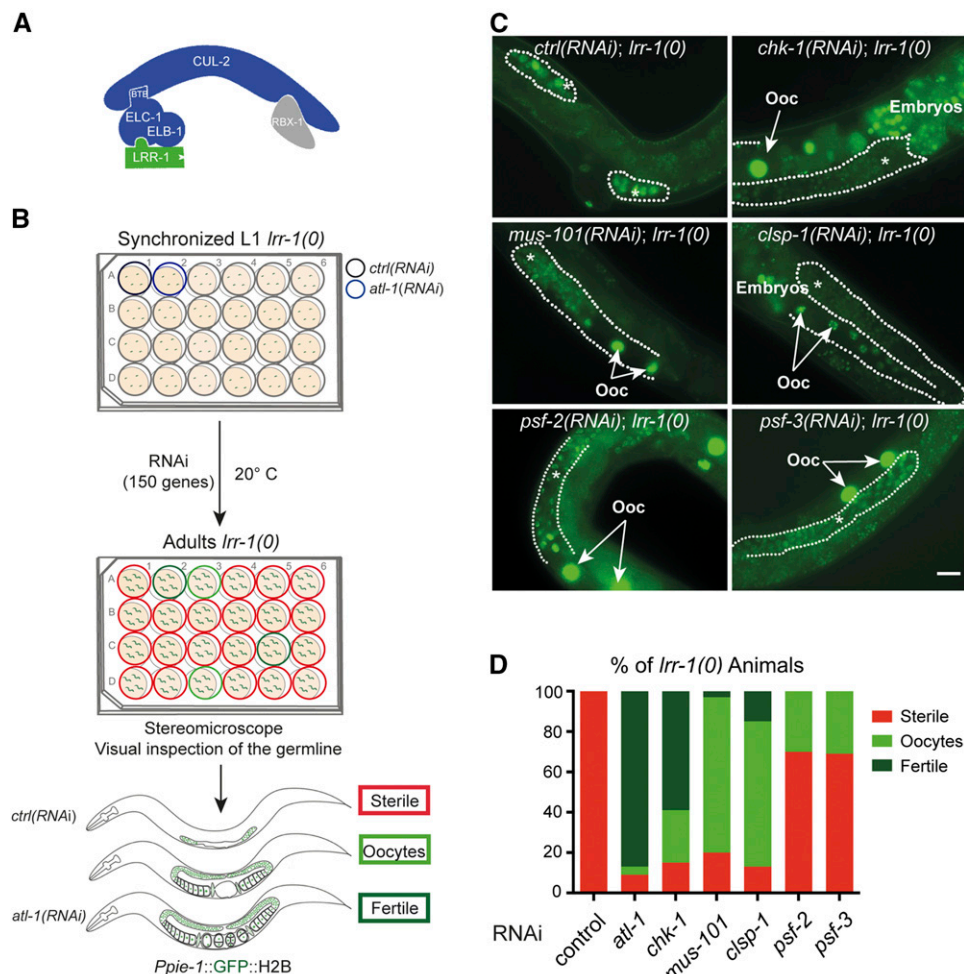 A
CUL-2
BTB
ELC-1
ELB-1
RBX-1
LRR-1
B
Synchronized L1 lrr-1(0)
1 2 3 4 5 6
A
B
C
D
ctrl(RNAi)
atl-1(RNAi)
RNAi
(150 genes)
20° C
Adults lrr-1(0)
1 2 3 4 5 6
A
B
C
D
Stereomicroscope
Visual inspection of the germline
ctrl(RNAi)
Sterile
Oocytes
atl-1(RNAi)
Fertile
Ppie-1::GFP::H2B
C
ctrl(RNAi); lrr-1(0)
*
*
chk-1(RNAi); lrr-1(0)
Ooc
Embryos
*
mus-101(RNAi); lrr-1(0)
*
Ooc
clsp-1(RNAi); lrr-1(0)
Embryos
*
Ooc
psf-2(RNAi); lrr-1(0)
*
Ooc
psf-3(RNAi); lrr-1(0)
Ooc
*
D
% of lrr-1(0) Animals
100
80
60
40
20
0
Sterile
Oocytes
Fertile
RNAi
control
atl-1
chk-1
mus-101
clsp-1
psf-2
psf-3